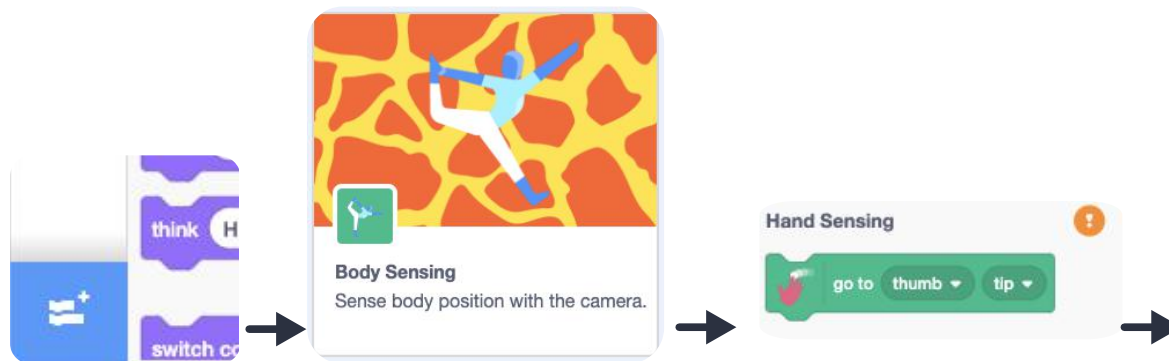 think H
switch co
Body Sensing
Sense body position with the camera.
Hand Sensing
go to thumb tip